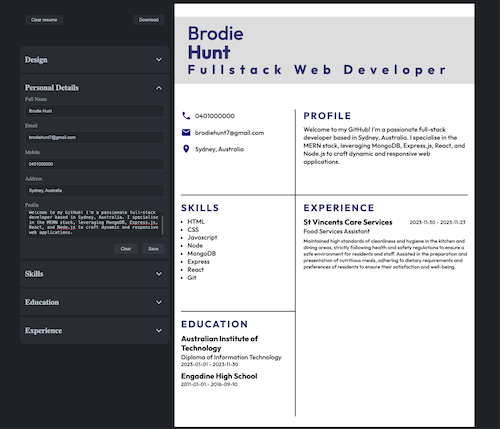 Clear resume
Download
Design
Personal Details
Full Name
Brodie Hunt
Email
brodiehunt7@gmail.com
Mobile
0401000000
Address
Sydney, Australia
Profile
Welcome to my GitHub! I'm a passionate full-stack
developer based in Sydney, Australia. I specialise
in the MERN stack, leveraging MongoDB, Express.js,
React, and Node.js to craft dynamic and responsive
web applications.
Clear
Save
Skills
Education
Experience
Brodie
Hunt
Fullstack Web Developer
0401000000
brodiehunt7@gmail.com
Sydney, Australia
PROFILE
Welcome to my GitHub! I'm a passionate full-stack
developer based in Sydney, Australia. I specialise in the
MERN stack, leveraging MongoDB, Express.js, React, and
Node.js to craft dynamic and responsive web
applications.
SKILLS
HTML
CSS
Javascript
Node
MongoDB
Express
React
Git
EDUCATION
Australian Institute of
Technology
Diploma of Information Technology
2023-01-01 - 2023-11-30
Engadine High School
2011-01-01 - 2016-09-10
EXPERIENCE
St Vincents Care Services 2023-11-30 - 2023-11-23
Food Services Assistant
Maintained high standards of cleanliness and hygiene in the kitchen and
dining areas, strictly following health and safety regulations to ensure a
safe environment for residents and staff. Assisted in the preparation and
presentation of nutritious meals, adhering to dietary requirements and
preferences of residents to ensure their satisfaction and well-being.